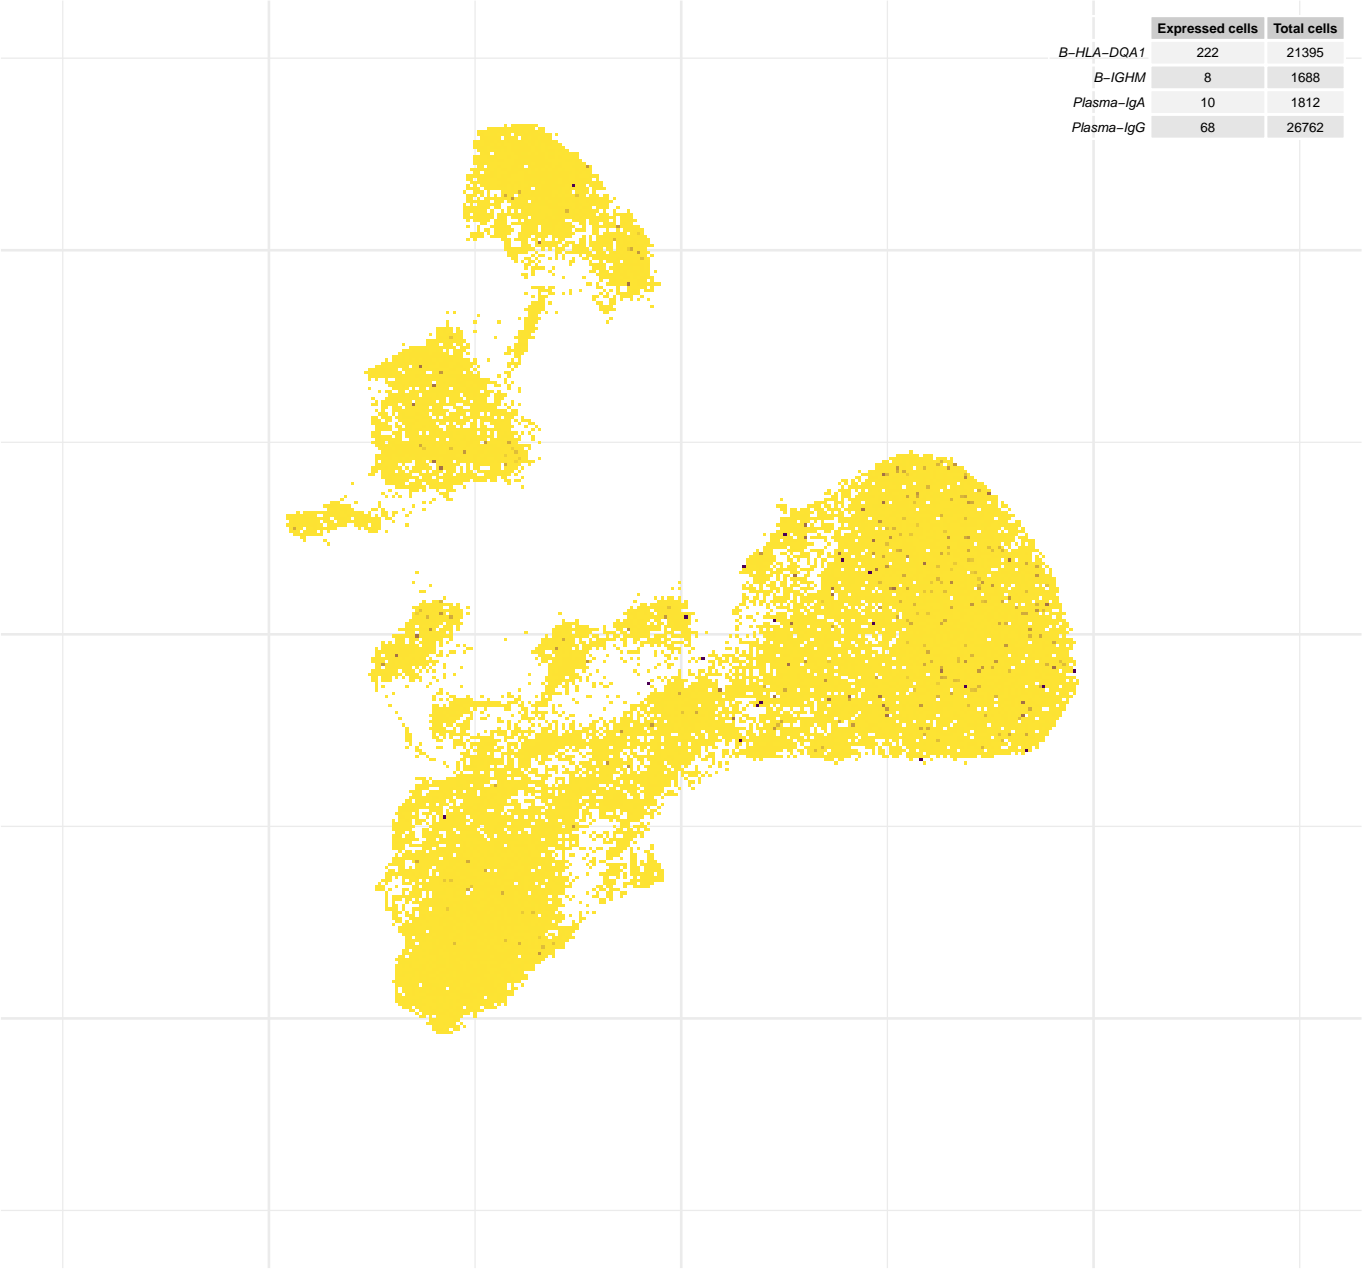 Expressed cells Total cells
B−HLA−DQA1 222 21395
B−IGHM 8 1688
Plasma−IgA 10 1812
Plasma−IgG 68 26762